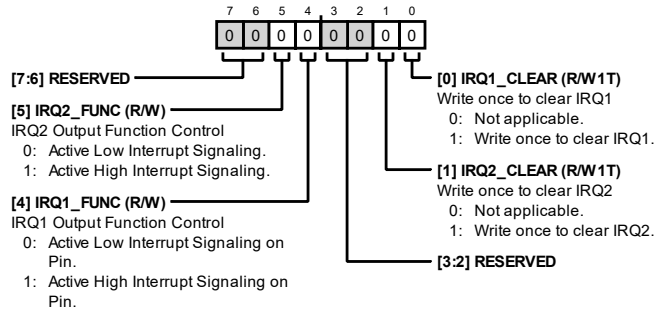 7 6 5 4 3 2 1 0
0 0 0 0 0 0 0 0
[7:6] RESERVED
[5] IRQ2_FUNC (R/W)
IRQ2 Output Function Control
0: Active Low Interrupt Signaling.
1: Active High Interrupt Signaling.
[4] IRQ1_FUNC (R/W)
IRQ1 Output Function Control
0: Active Low Interrupt Signaling on
Pin.
1: Active High Interrupt Signaling on
Pin.
[0] IRQ1_CLEAR (R/W1T)
Write once to clear IRQ1
0: Not applicable.
1: Write once to clear IRQ1.
[1] IRQ2_CLEAR (R/W1T)
Write once to clear IRQ2
0: Not applicable.
1: Write once to clear IRQ2.
[3:2] RESERVED